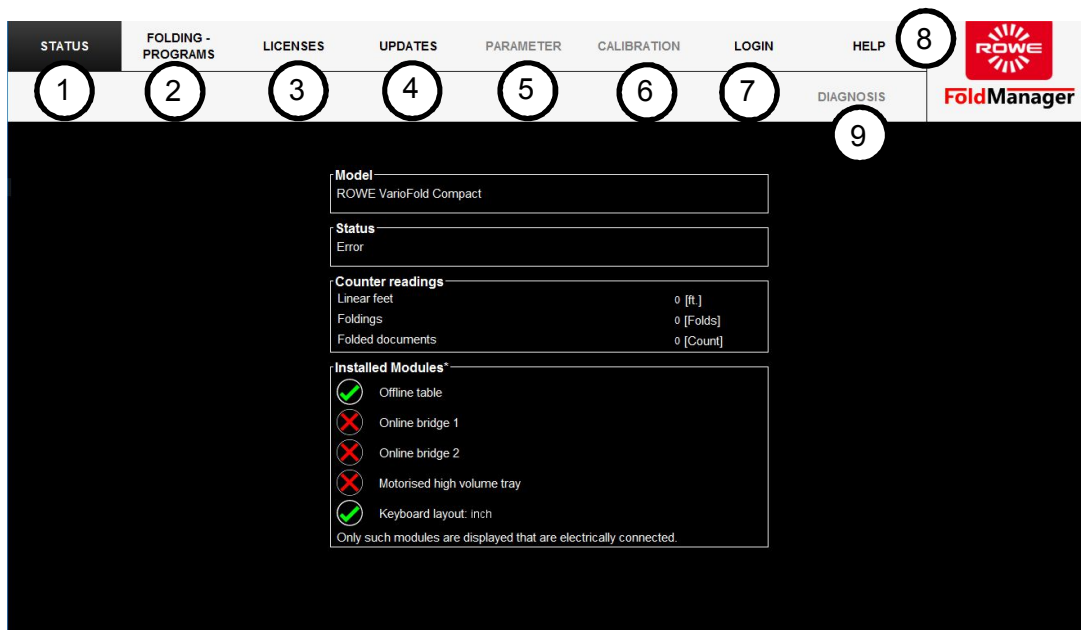 STATUS
FOLDING -
PROGRAMS
LICENSES
UPDATES
PARAMETER
CALIBRATION
LOGIN
HELP
8
ROWE
1
2
3
4
5
6
7
DIAGNOSIS
FoldManager
9
Model
ROWE VarioFold Compact
Status
Error
Counter readings
Linear feet 0 [ft.]
Foldings 0 [Folds]
Folded documents 0 [Count]
Installed Modules*
Offline table
Online bridge 1
Online bridge 2
Motorised high volume tray
Keyboard layout: inch
Only such modules are displayed that are electrically connected.